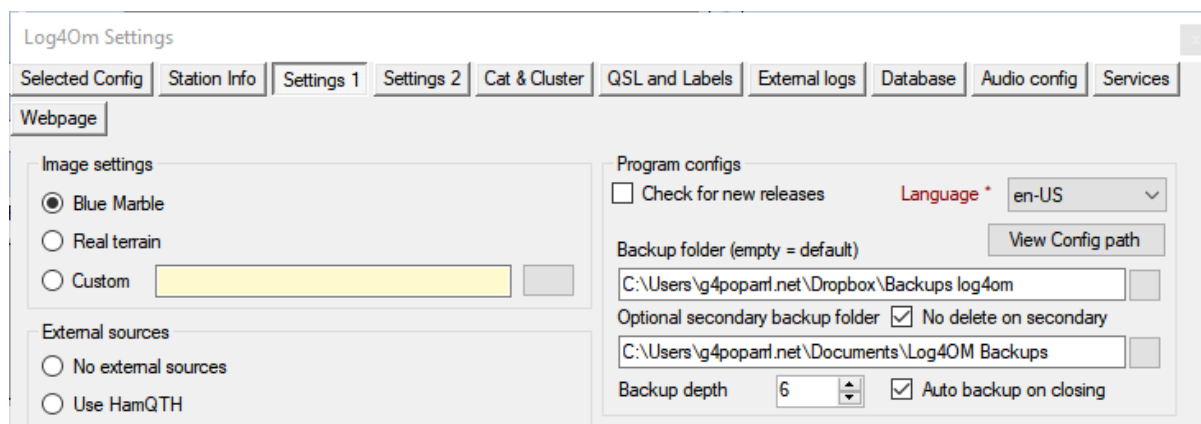 Log4Om Settings
Selected Config Station Info Settings 1 Settings 2 Cat & Cluster QSL and Labels External logs Database Audio config Services
Webpage
Image settings
Blue Marble
Real terrain
Custom
External sources
No external sources
Use HamQTH
Program configs
Check for new releases Language * en-US
View Config path
Backup folder (empty = default)
C:\Users\g4poparrl.net\Dropbox\Backups log4om
Optional secondary backup folder No delete on secondary
C:\Users\g4poparrl.net\Documents\Log4OM Backups
Backup depth 6 Auto backup on closing